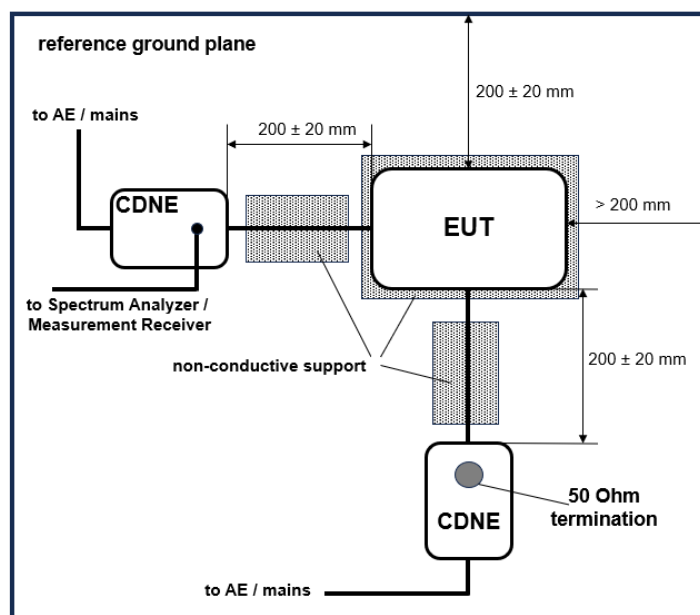 reference ground plane
200 ± 20 mm
to AE / mains
200 ± 20 mm
CDNE
EUT
> 200 mm
to Spectrum Analyzer /
Measurement Receiver
non-conductive support
200 ± 20 mm
50 Ohm
termination
CDNE
to AE / mains